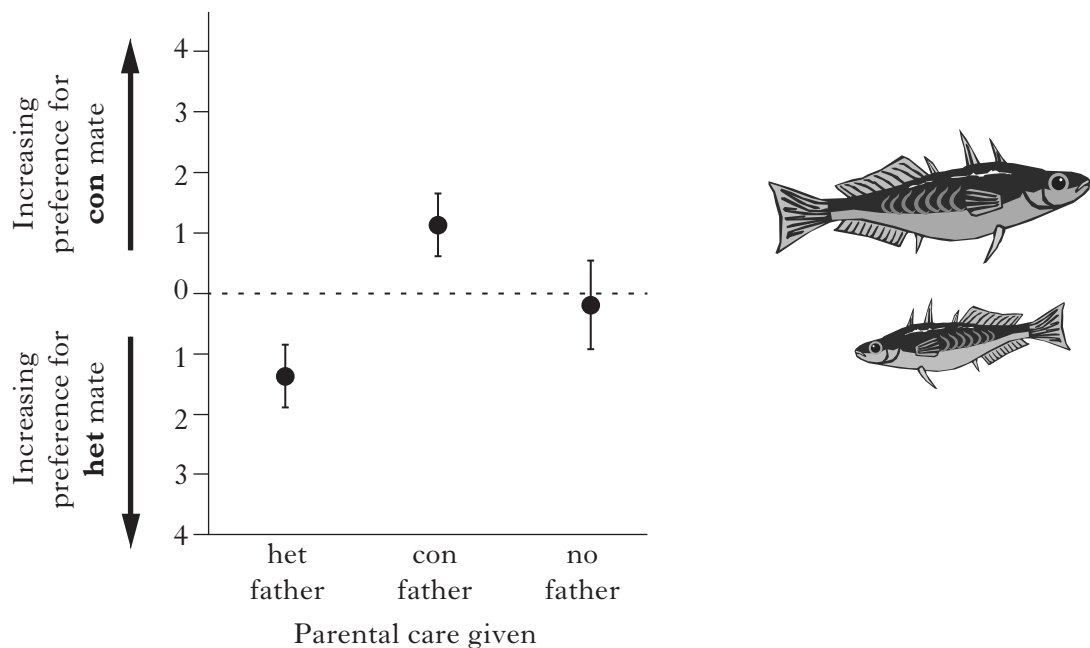 Increasing
preference for
con mate
Increasing
preference for
het mate
4
3
2
1
0
1
2
3
4
het
father
con
father
no
father
Parental care given